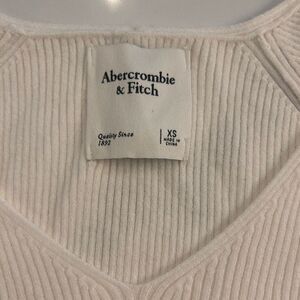 Abercrombie
& Fitch
Quality Since
1892
XS
MADE IN
CHINA